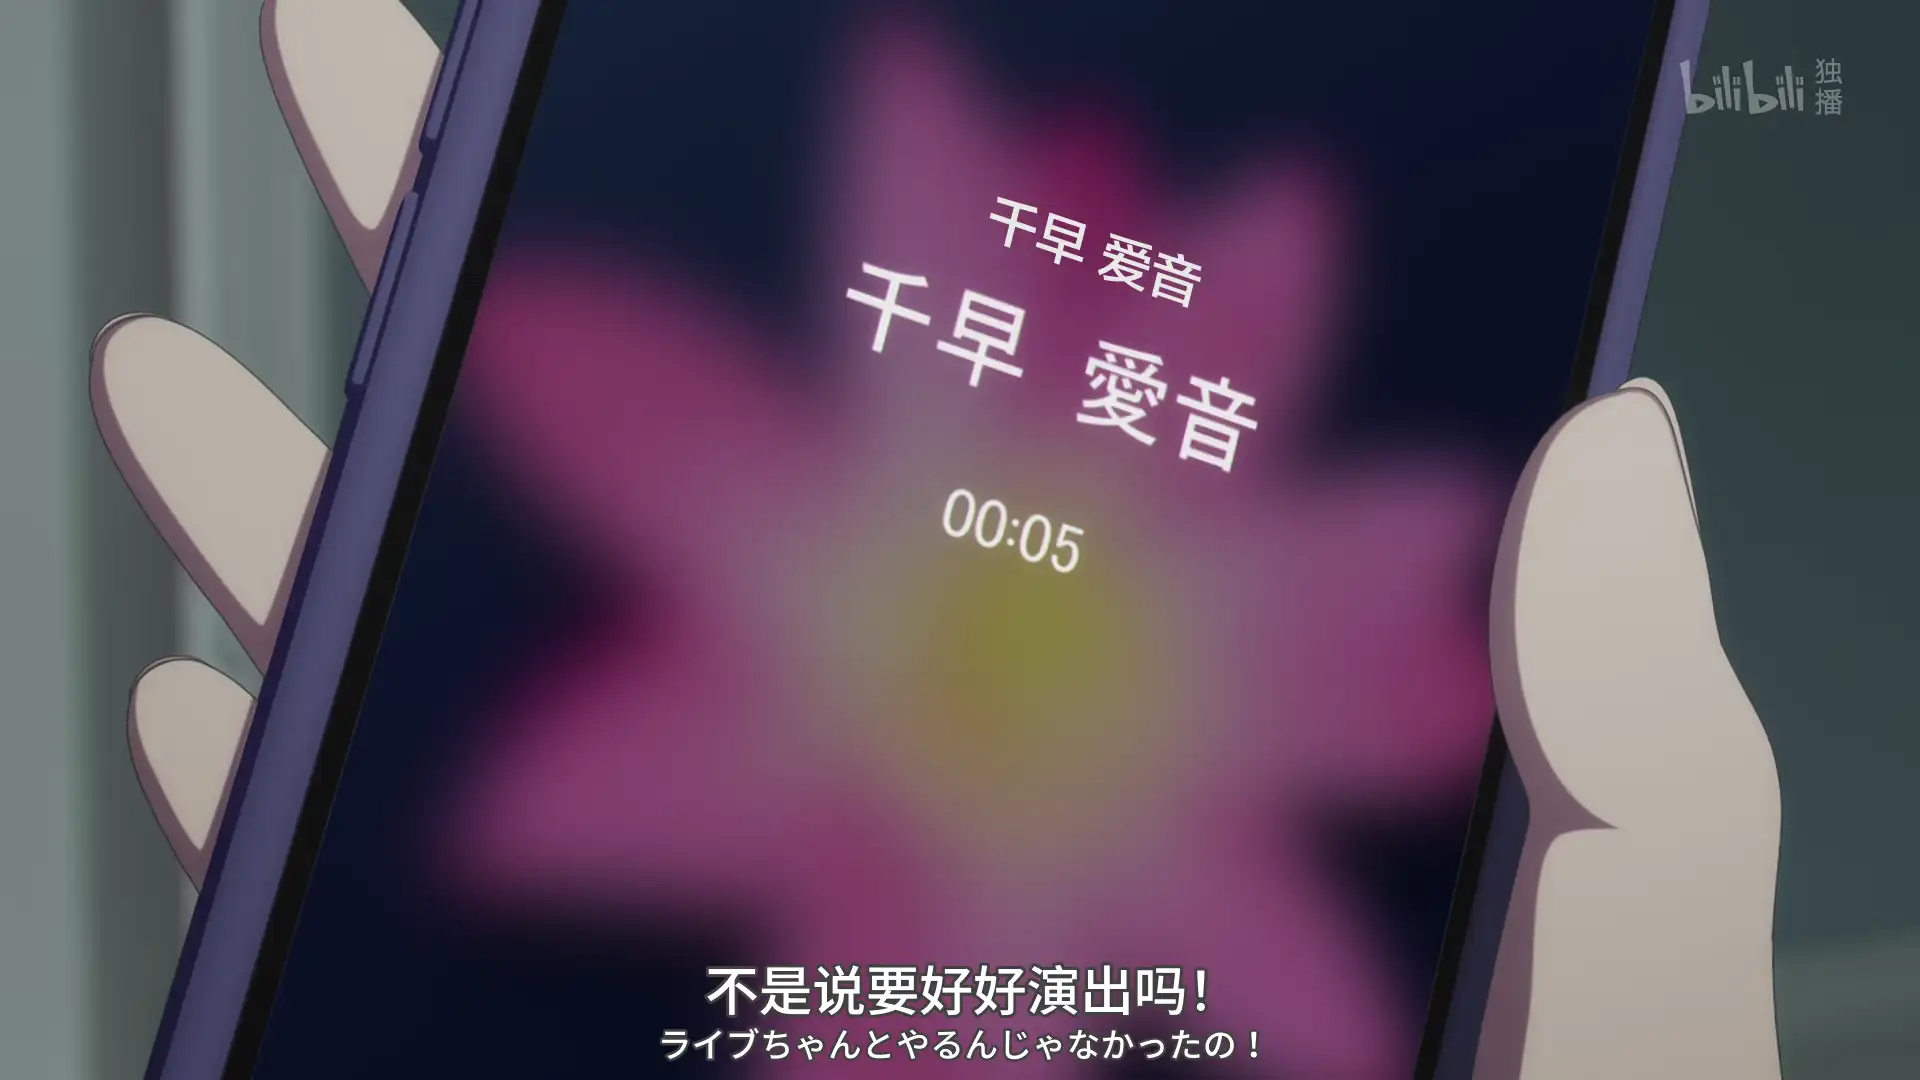 bilibili 独播
千早 爱音
千早 愛音
00:05
不是说要好好演出吗！
ライブちゃんとやるんじゃなかったの！